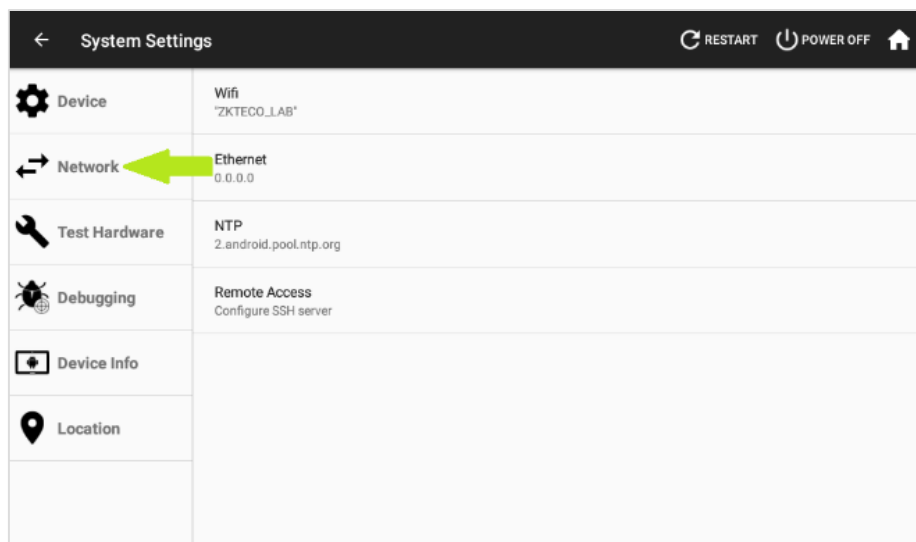 System Settings
RESTART
POWER OFF
Device
Network
Test Hardware
Debugging
Device Info
Location
Wifi
"ZKTECO_LAB"
Ethernet
0.0.0.0
NTP
2.android.pool.ntp.org
Remote Access
Configure SSH server